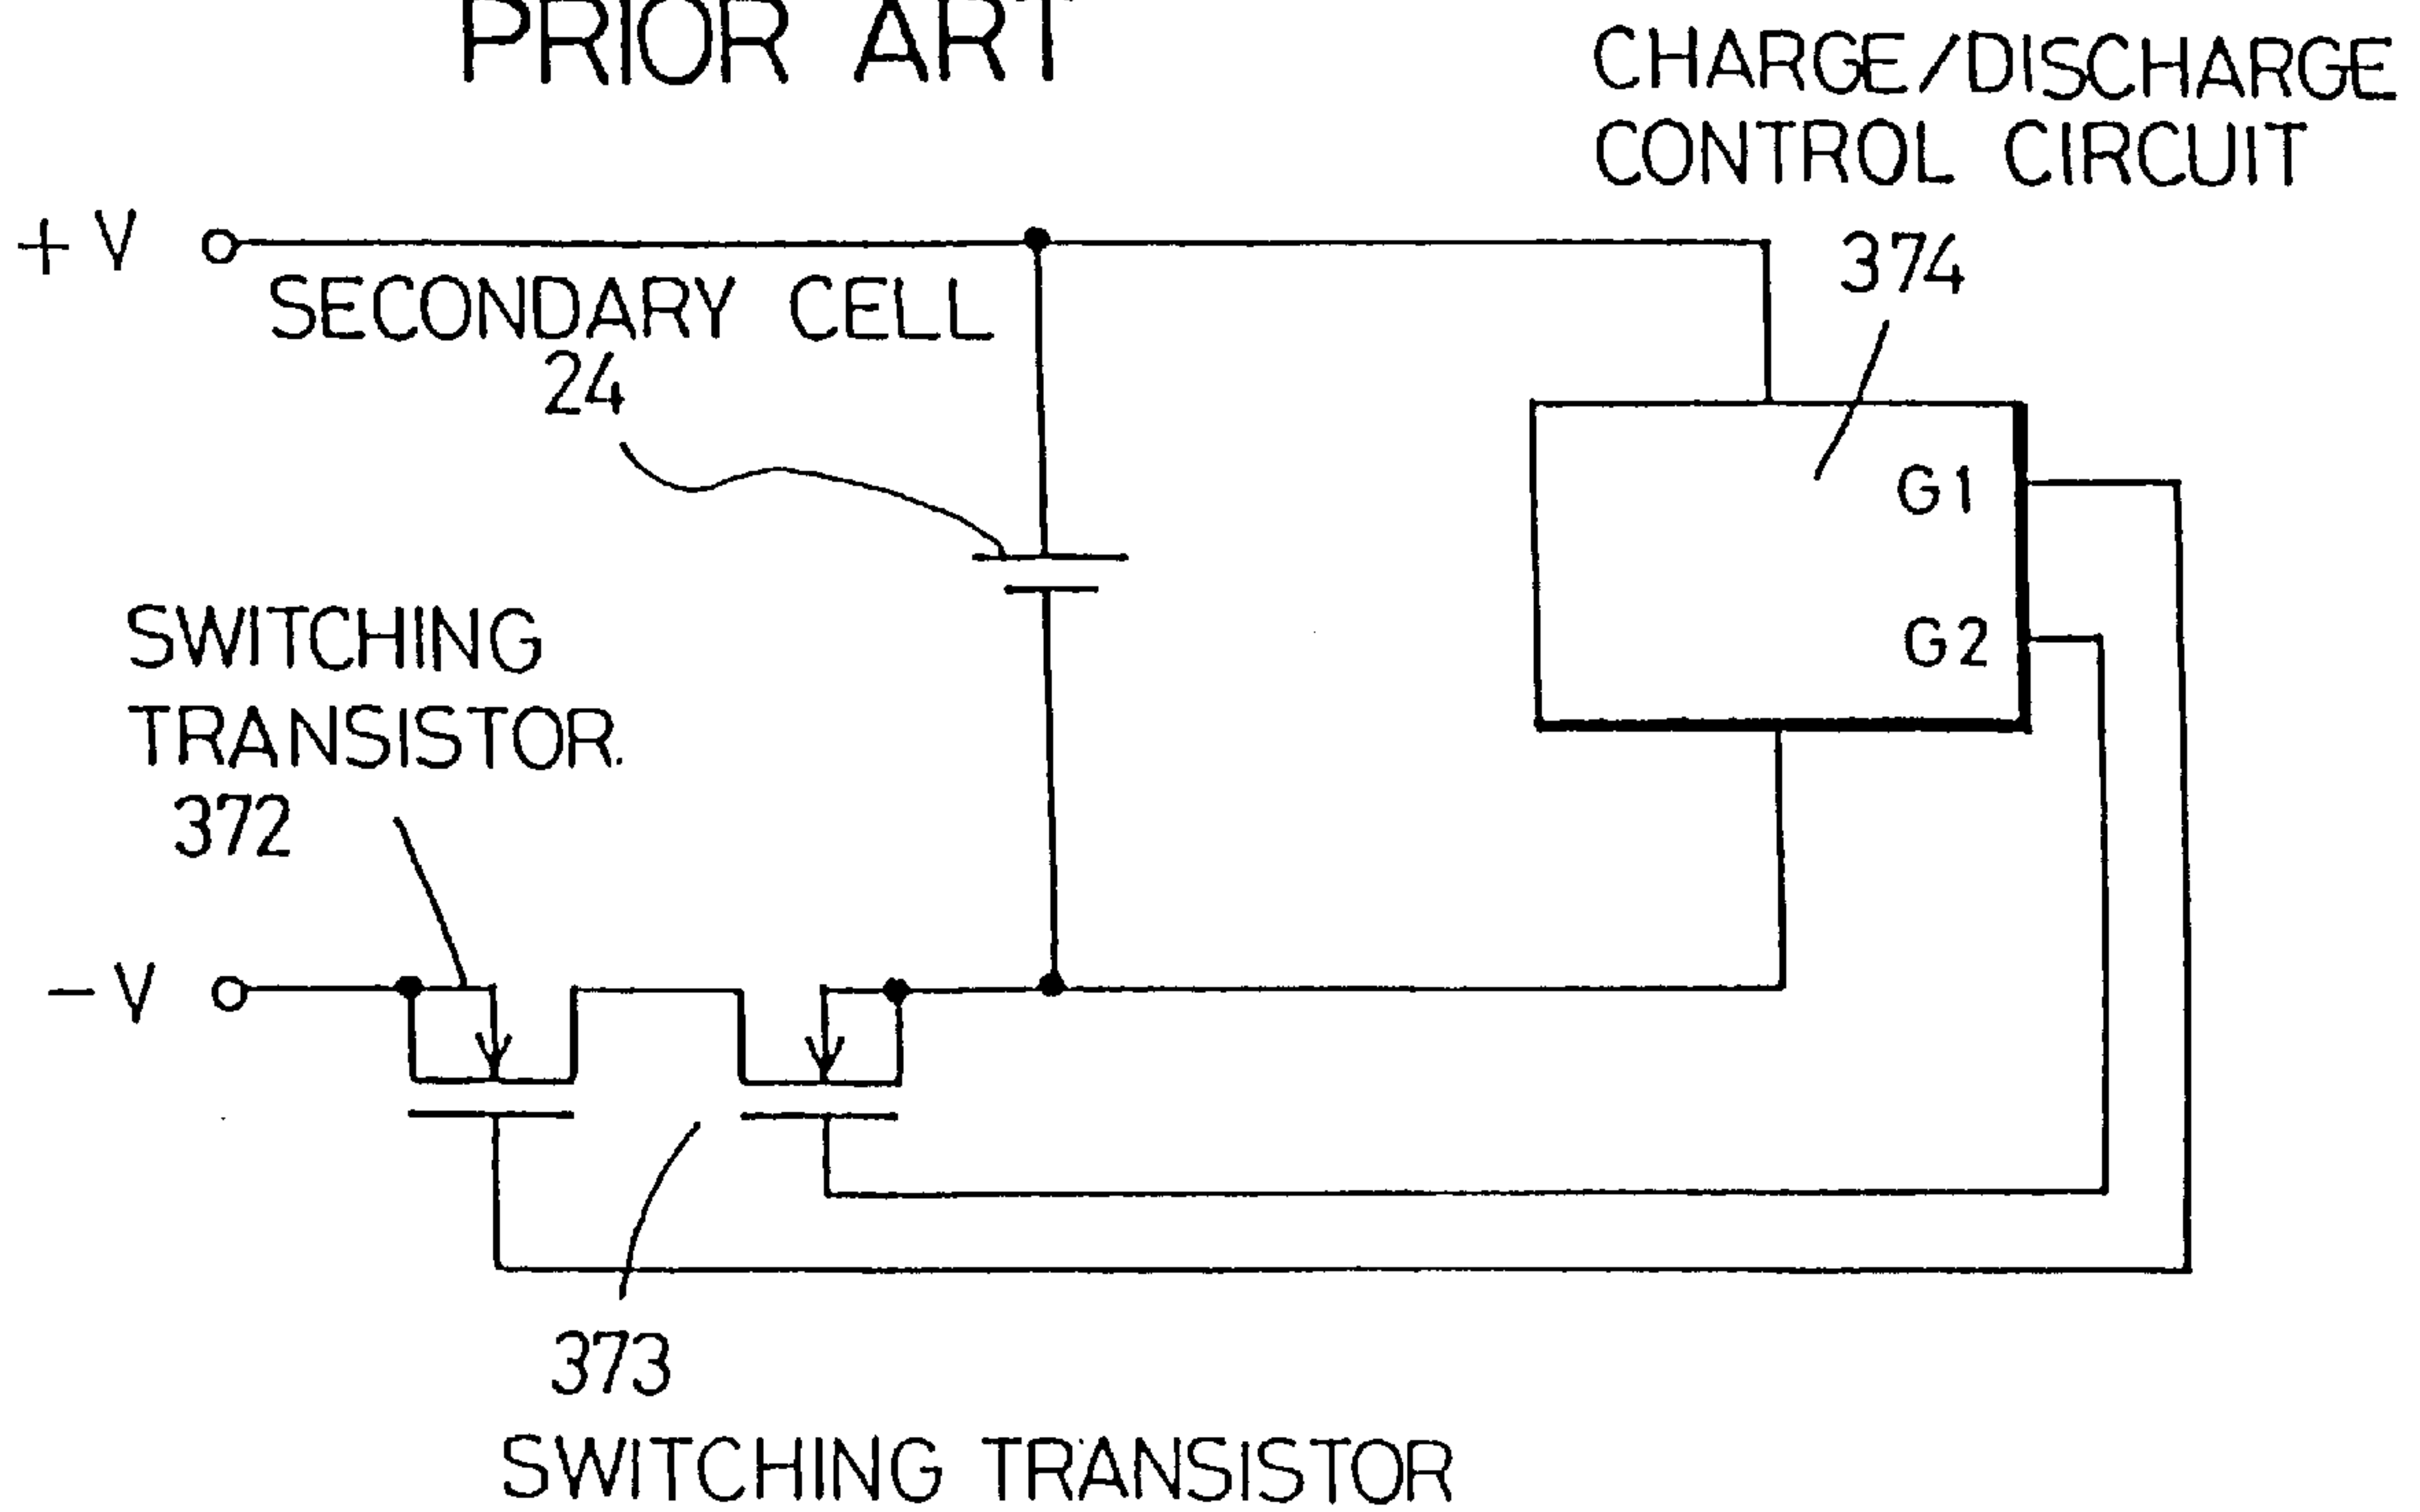 PRIOR ART
CHARGE/DISCHARGE
CONTROL CIRCUIT
374
+V
SECONDARY CELL
24
G1
G2
SWITCHING
TRANSISTOR.
372
-V
373
SWITCHING TRANSISTOR